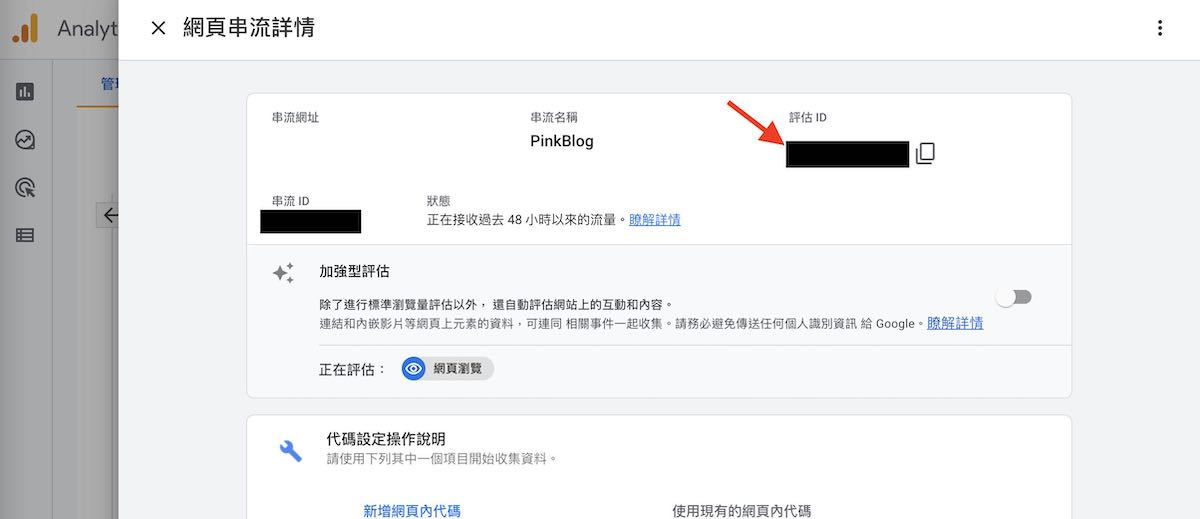 Analyt
網頁串流詳情
管理
串流網址
串流名稱
評估 ID
PinkBlog
串流 ID
狀態
正在接收過去 48 小時以來的流量。瞭解詳情
加強型評估
除了進行標準瀏覽量評估以外， 還自動評估網站上的互動和內容。
連結和內嵌影片等網頁上元素的資料，可連同 相關事件一起收集。請務必避免傳送任何個人識別資訊 給 Google。瞭解詳情
正在評估： 網頁瀏覽
代碼設定操作說明
請使用下列其中一個項目開始收集資料。
新增網頁內代碼
使用現有的網頁內代碼